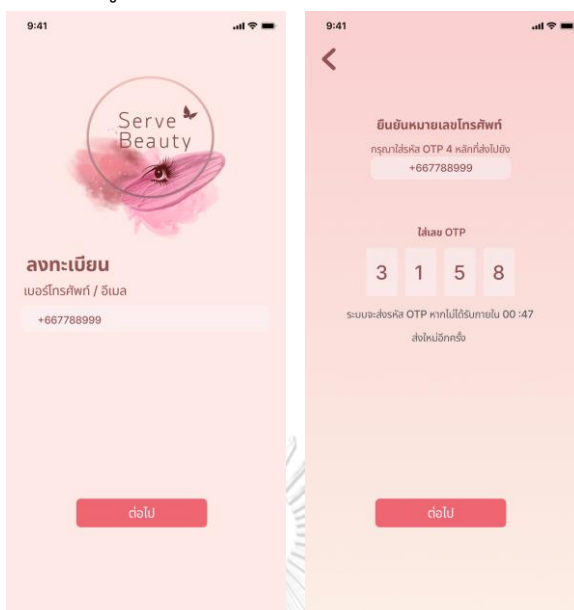 9:41
Serve
Beauty
ลงทะเบียน
เบอร์โทรศัพท์ / อีเมล
+667788999
ต่อไป
9:41
ยืนยันหมายเลขโทรศัพท์
กรุณาใส่รหัส OTP 4 หลักที่ส่งไปยัง
+667788999
ใส่เลข OTP
3 1 5 8
ระบบจะส่งรหัส OTP หากไม่ได้รับภายใน 00 :47
ส่งใหม่อีกครั้ง
ต่อไป